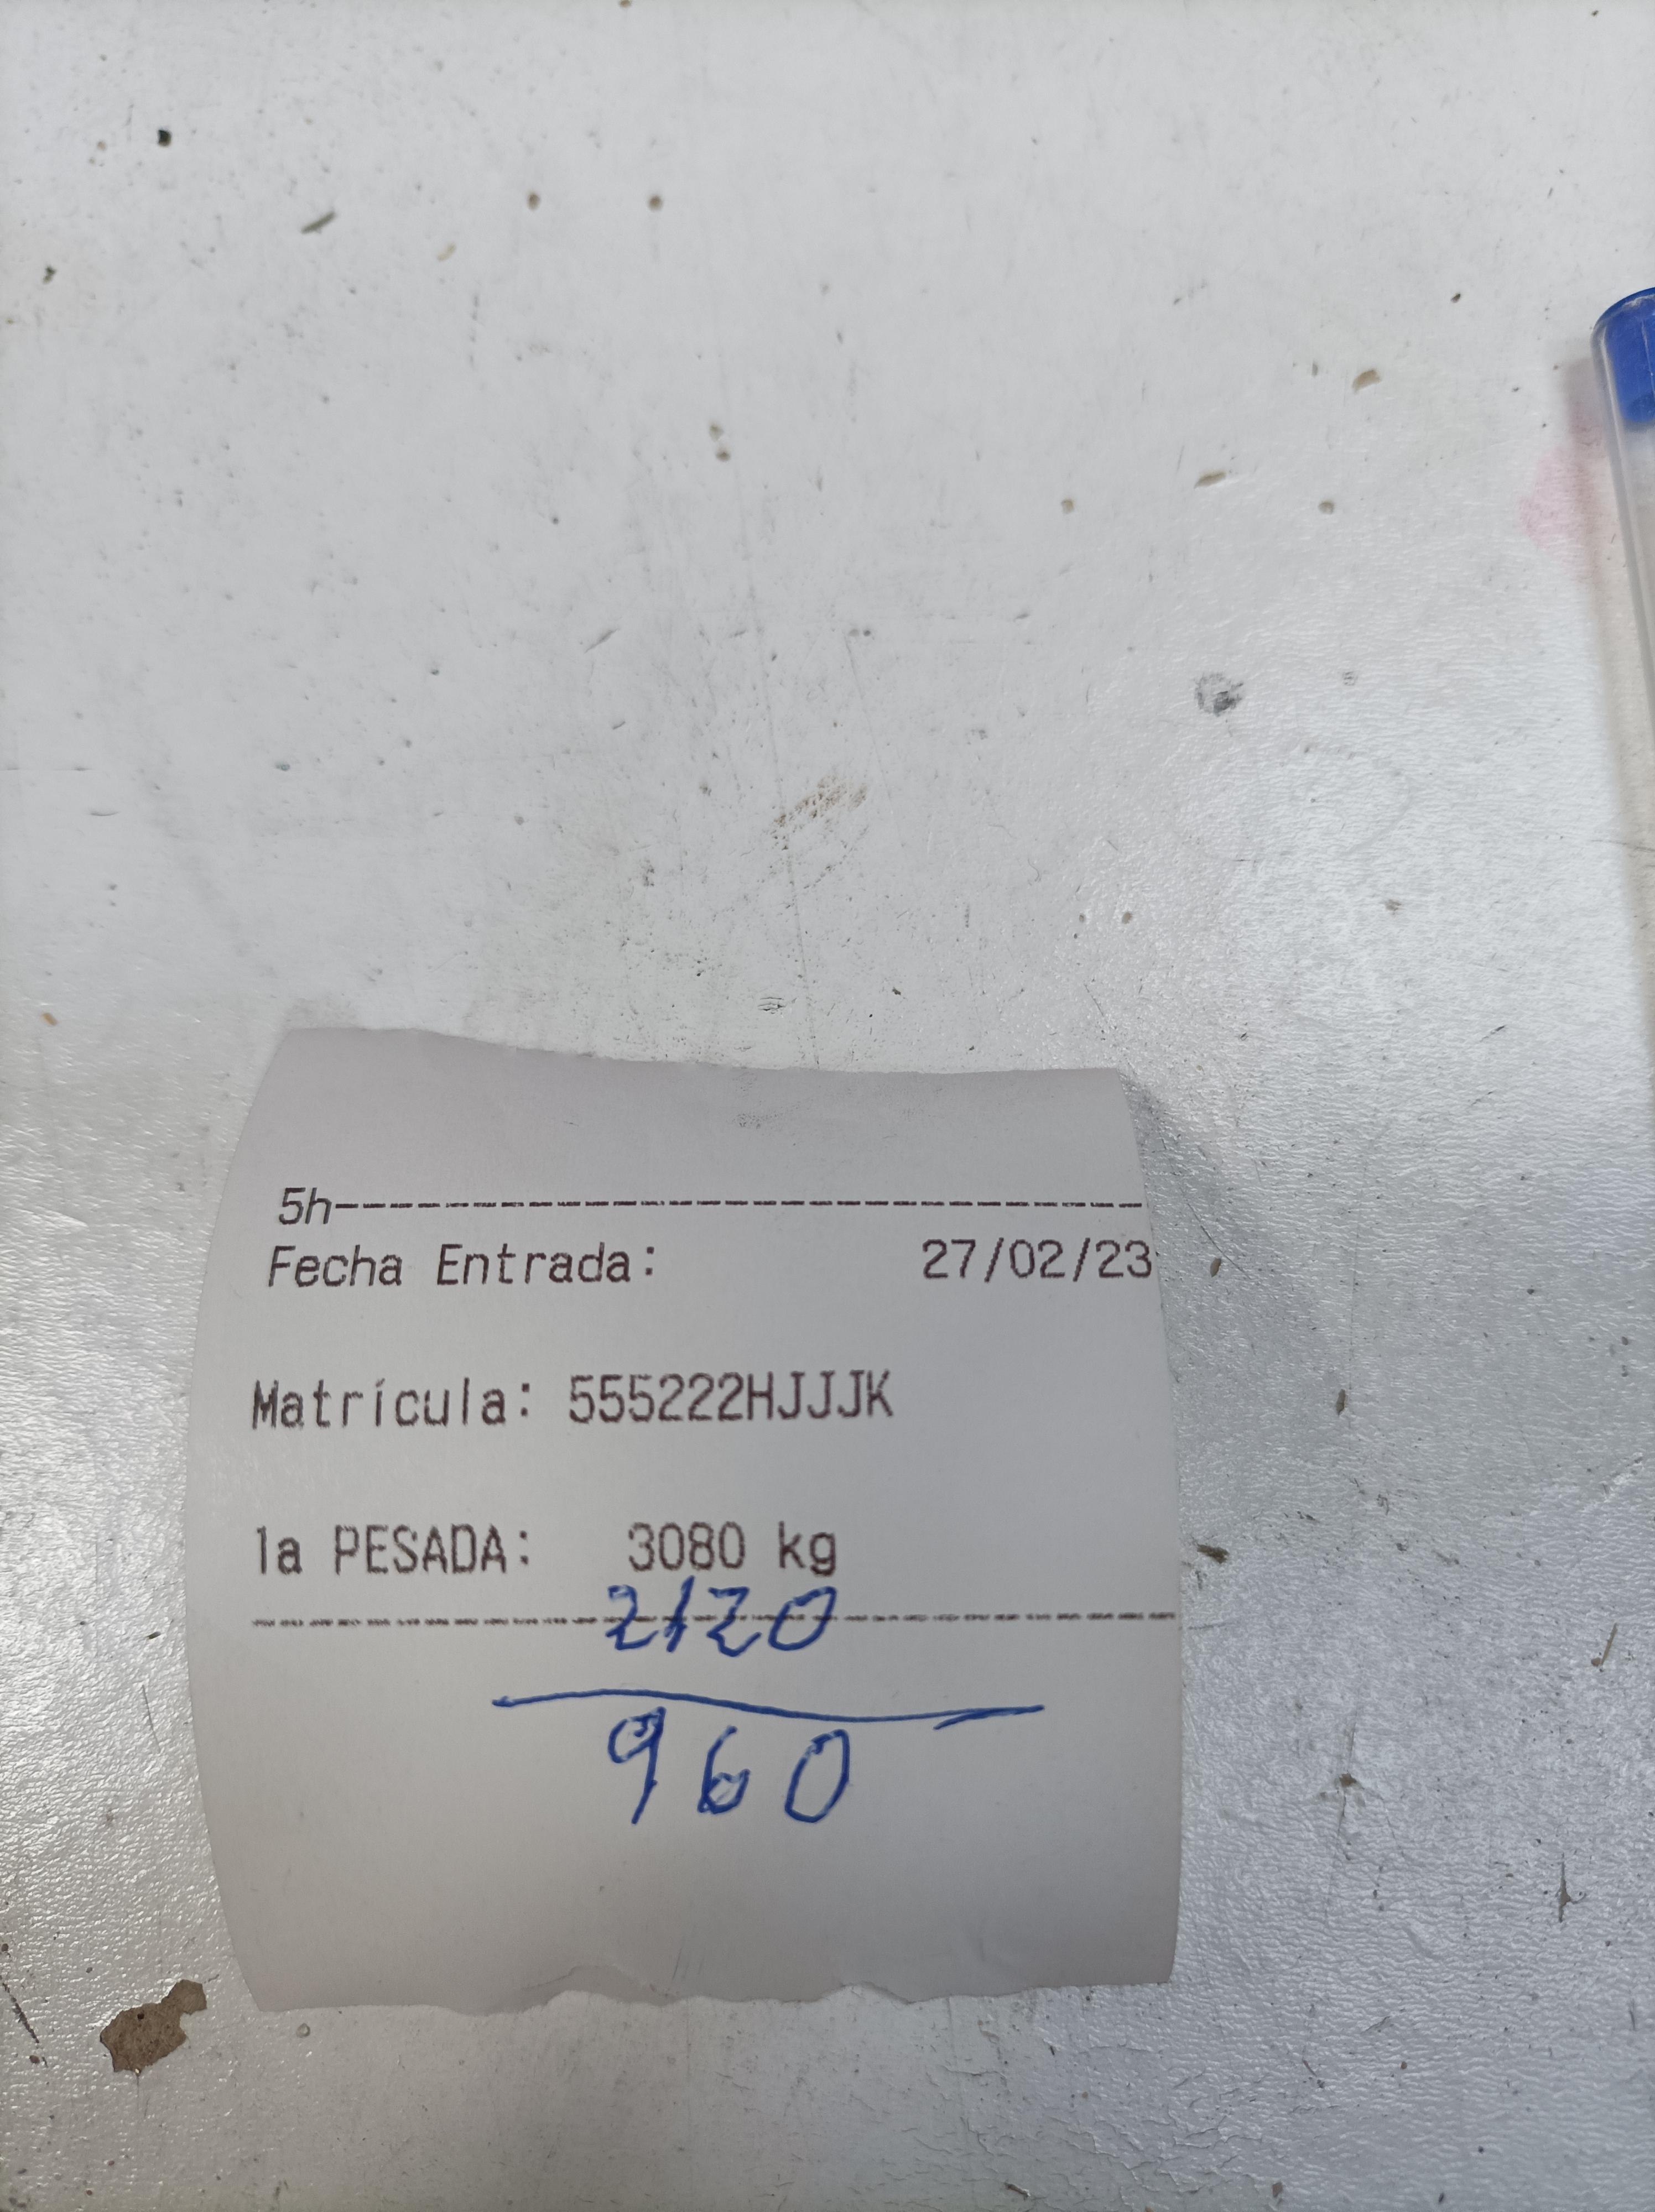 5h------------------------------
Fecha Entrada: 27/02/23
Matrícula: 555222HJJJK
1a PESADA: 3080 kg
2120
960